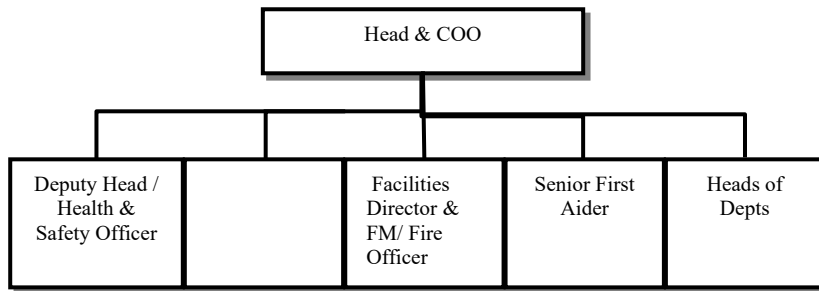 Head & COO
Deputy Head /
Health &
Safety Officer
Facilities
Director &
FM/ Fire
Officer
Senior First
Aider
Heads of
Depts